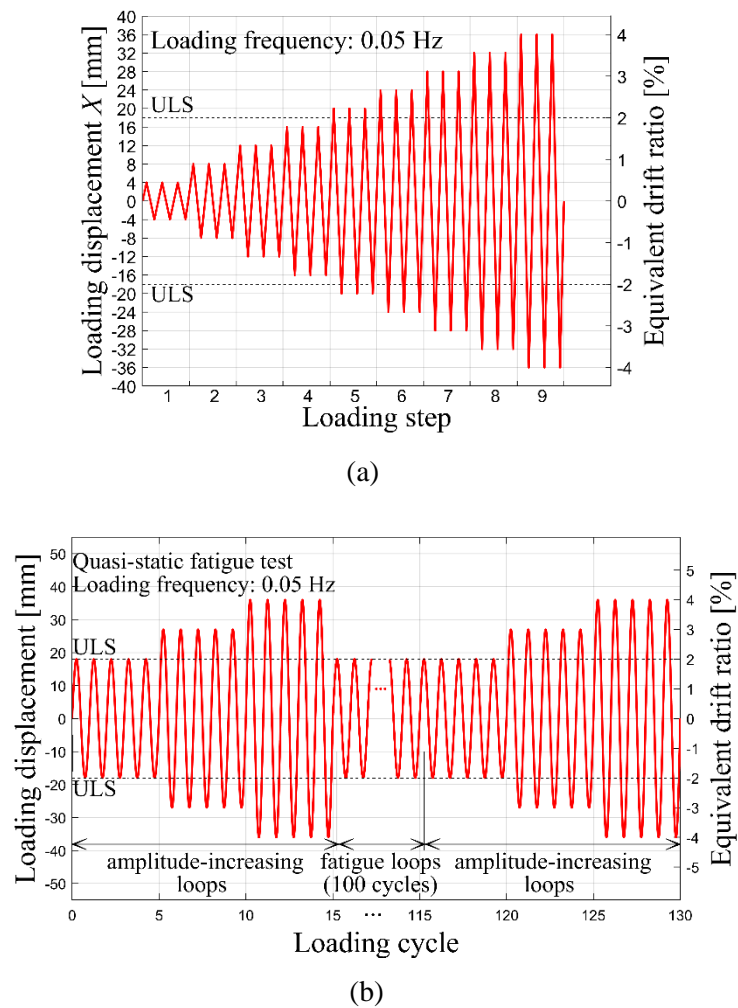 Loading frequency: 0.05 Hz
ULS
ULS
Loading displacement X [mm]
40
36
32
28
24
20
16
12
8
4
0
-4
-8
-12
-16
-20
-24
-28
-32
-36
-40
4
3
2
1
0
-1
-2
-3
-4
Equivalent drift ratio [%]
1 2 3 4 5 6 7 8 9
Loading step
(a)
Quasi-static fatigue test
Loading frequency: 0.05 Hz
ULS
ULS
Loading displacement [mm]
50
40
30
20
10
0
-10
-20
-30
-40
-50
5
4
3
2
1
0
-1
-2
-3
-4
-5
Equivalent drift ratio [%]
...
amplitude-increasing
loops
fatigue loops
(100 cycles)
amplitude-increasing
loops
0 5 10 15 ... 115 120 125 130
Loading cycle
(b)